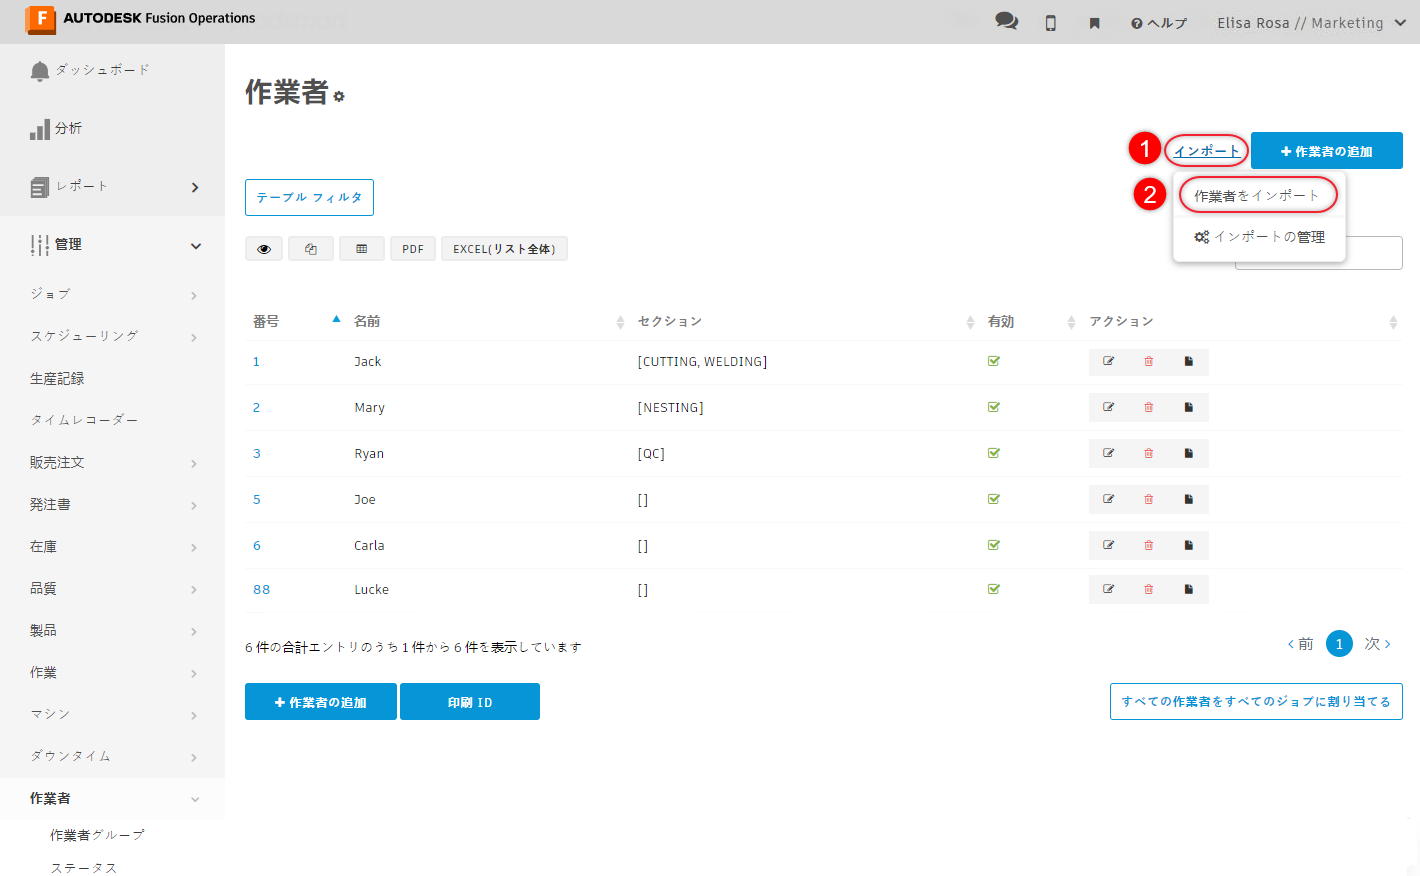 AUTODESK Fusion Operations
ヘルプ
Elisa Rosa // Marketing
ダッシュボード
分析
レポート
管理
ジョブ
スケジューリング
生産記録
タイムレコーダー
販売注文
発注書
在庫
品質
製品
作業
マシン
ダウンタイム
作業者
作業者グループ
ステータス
作業者
1 インポート
+ 作業者の追加
2 作業者をインポート
インポートの管理
テーブル フィルタ
PDF
EXCEL(リスト全体)
番号 名前 セクション 有効 アクション
1 Jack [CUTTING, WELDING]
2 Mary [NESTING]
3 Ryan [QC]
5 Joe []
6 Carla []
88 Lucke []
6 件の合計エントリのうち 1 件から 6 件を表示しています
‹ 前 1 次 ›
+ 作業者の追加
印刷 ID
すべての作業者をすべてのジョブに割り当てる